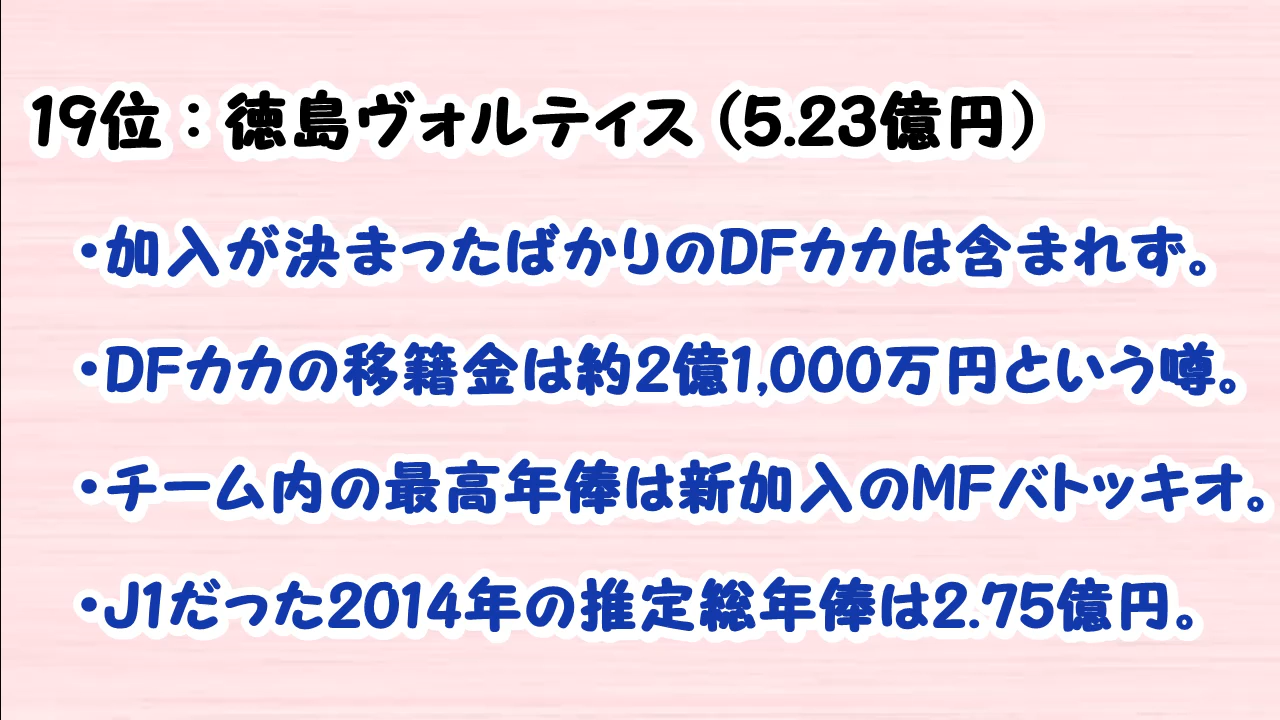 19位：徳島ヴォルティス（5.23億円）
・加入が決まったばかりのDFカカは含まれず。
・DFカカの移籍金は約2億1,000万円という噂。
・チーム内の最高年俸は新加入のMFバトッキオ。
・J1だった2014年の推定総年俸は2.75億円。